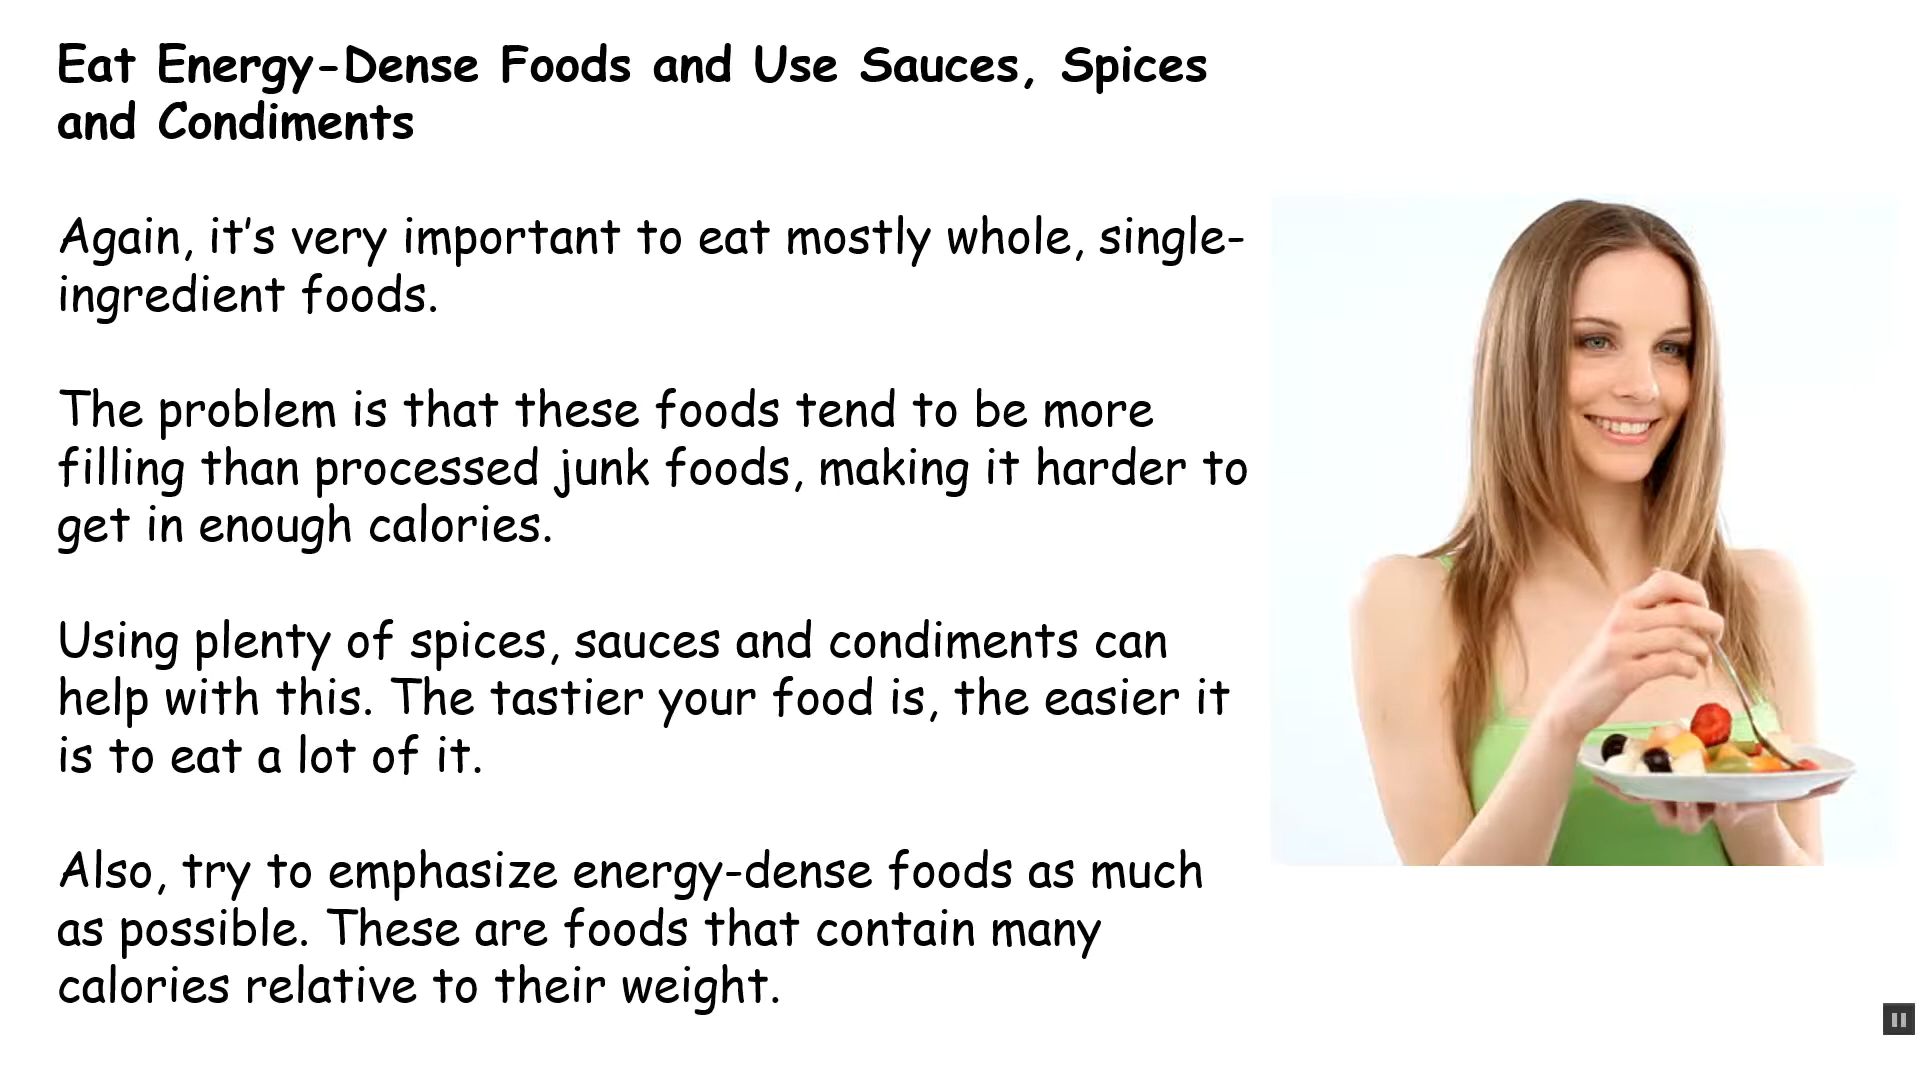 Eat Energy-Dense Foods and Use Sauces, Spices
and Condiments
Again, it’s very important to eat mostly whole, single-
ingredient foods.
The problem is that these foods tend to be more
filling than processed junk foods, making it harder to
get in enough calories.
Using plenty of spices, sauces and condiments can
help with this. The tastier your food is, the easier it
is to eat a lot of it.
Also, try to emphasize energy-dense foods as much
as possible. These are foods that contain many
calories relative to their weight.